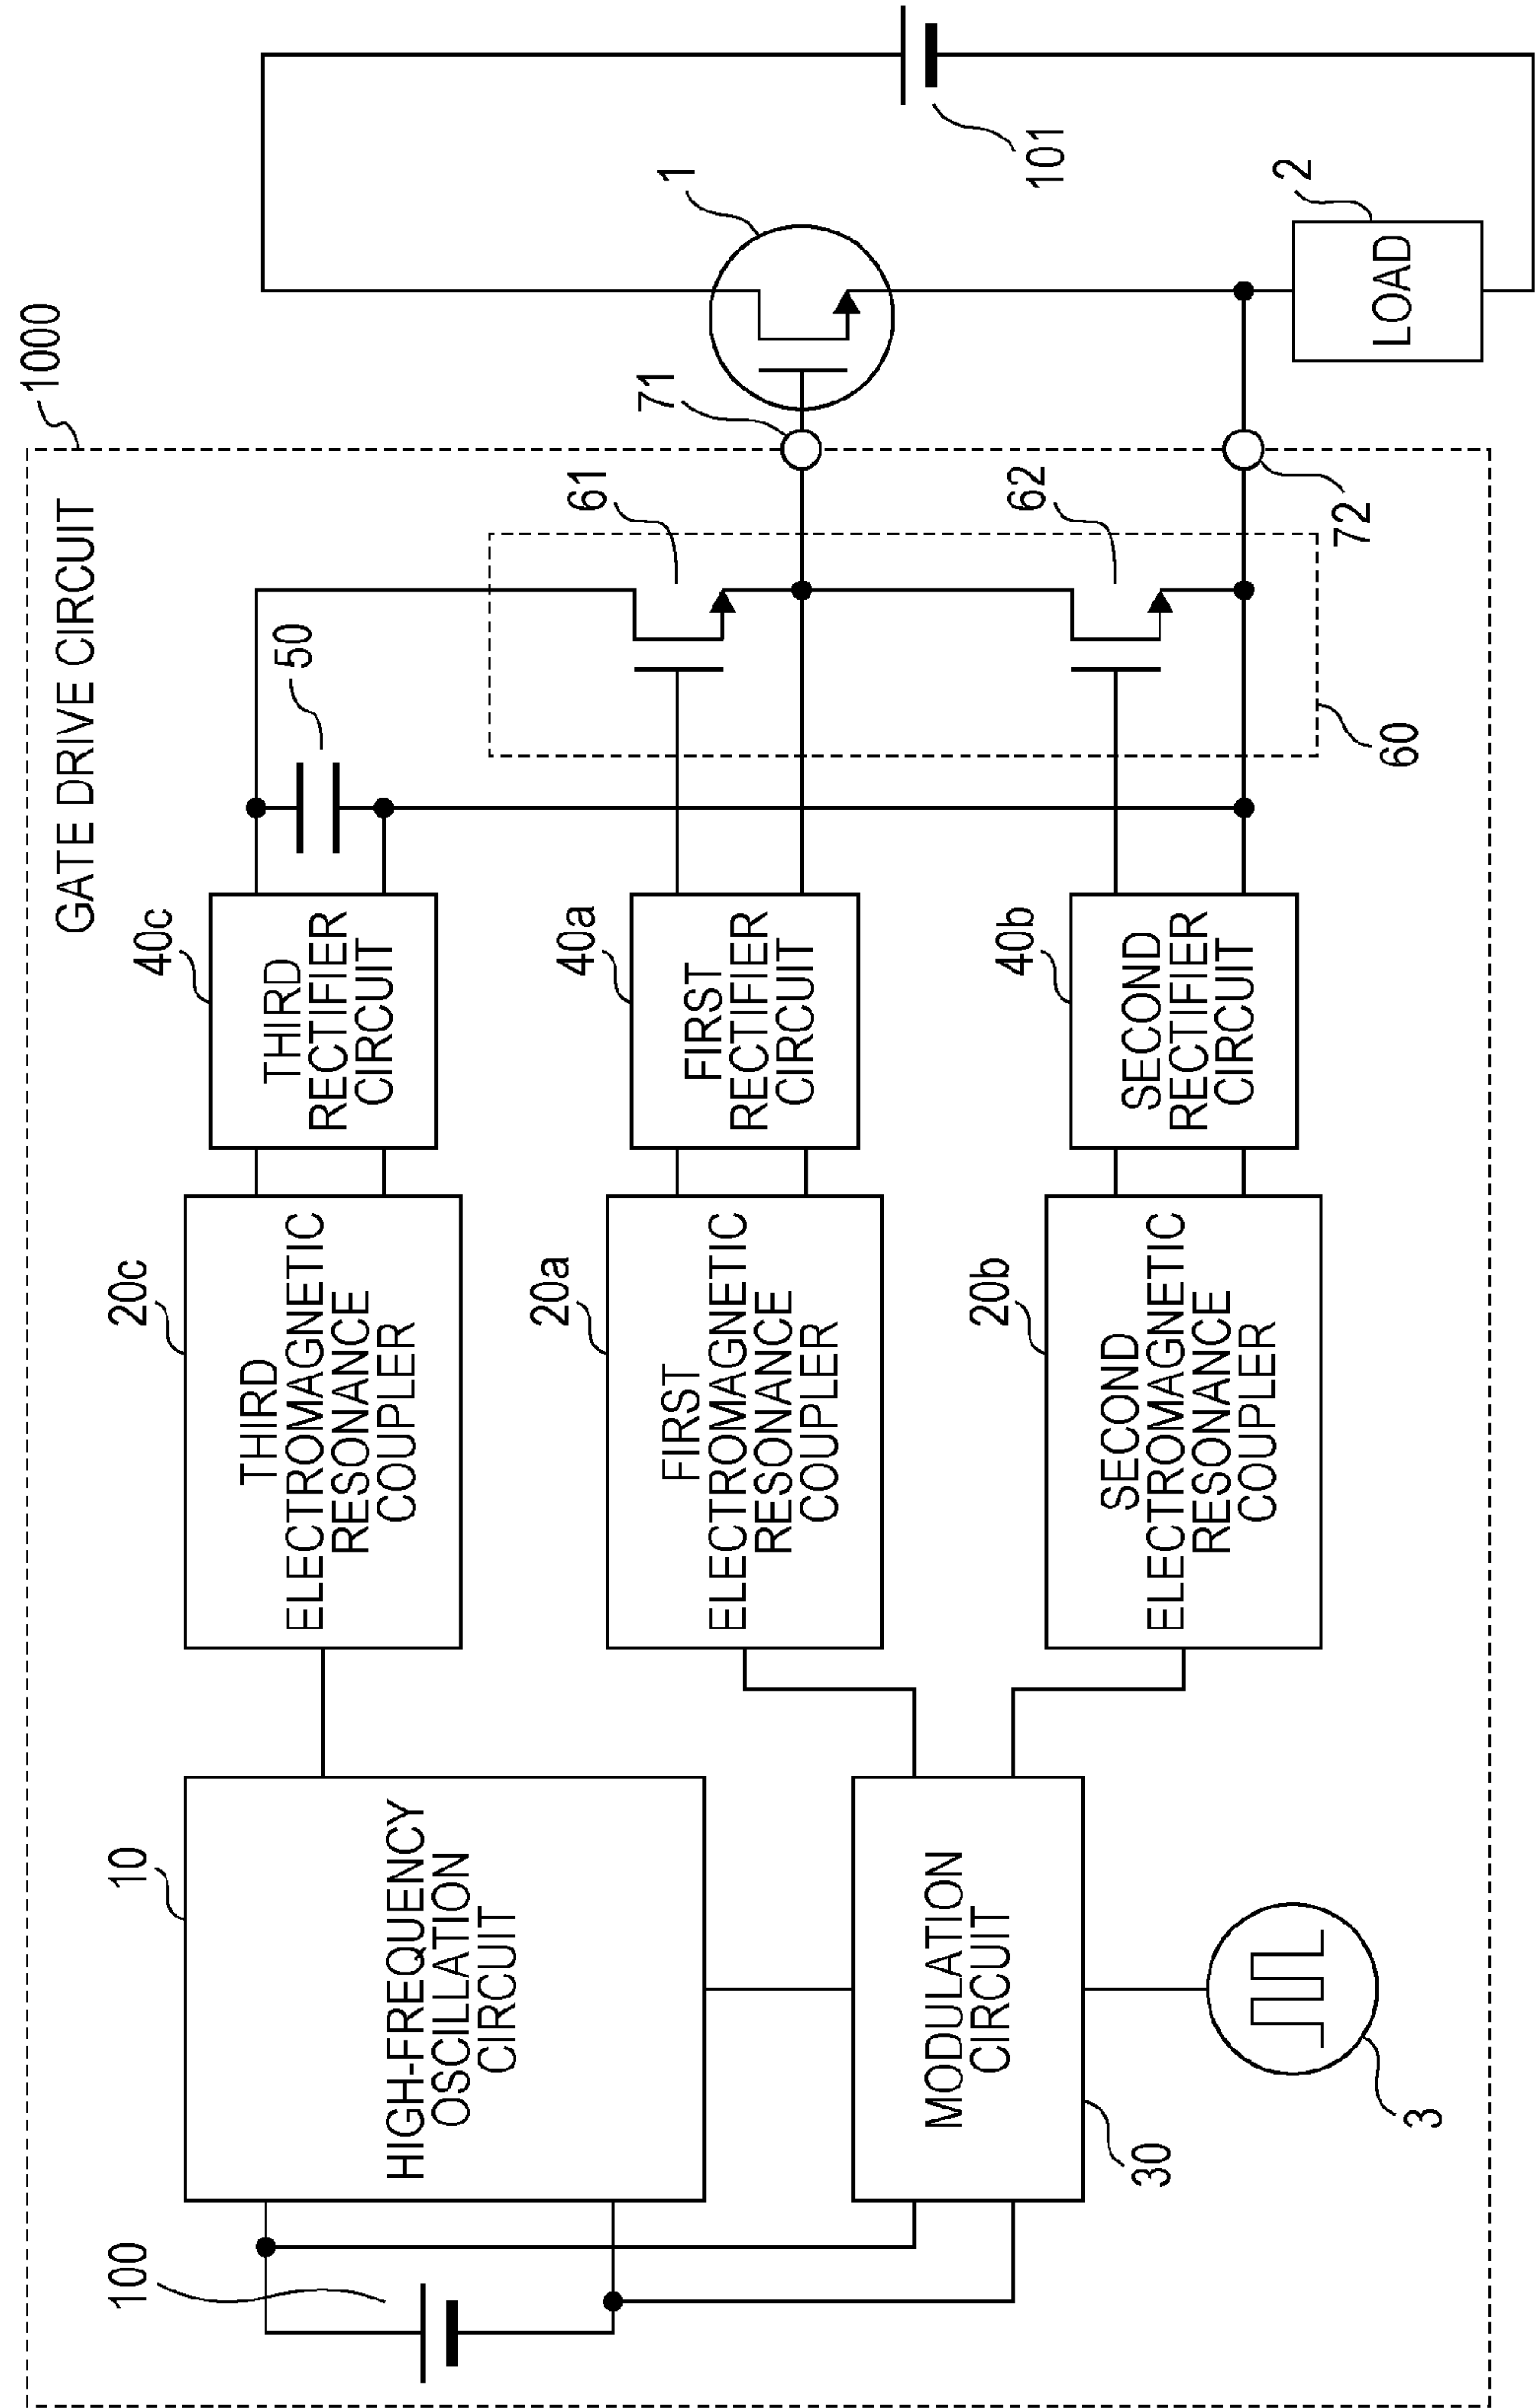 1000
GATE DRIVE CIRCUIT
100
10
HIGH-FREQUENCY
OSCILLATION
CIRCUIT
20c
THIRD
ELECTROMAGNETIC
RESONANCE
COUPLER
40c
THIRD
RECTIFIER
CIRCUIT
50
61
71
1
101
20a
FIRST
ELECTROMAGNETIC
RESONANCE
COUPLER
40a
FIRST
RECTIFIER
CIRCUIT
30
MODULATION
CIRCUIT
20b
SECOND
ELECTROMAGNETIC
RESONANCE
COUPLER
40b
SECOND
RECTIFIER
CIRCUIT
62
60
72
2
LOAD
3